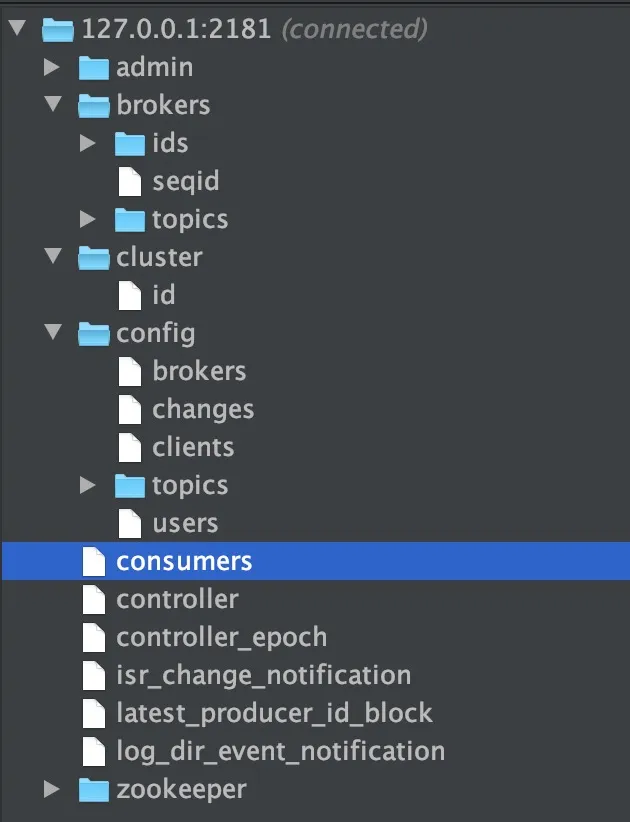 127.0.0.1:2181 (connected)
admin
brokers
ids
seqid
topics
cluster
id
config
brokers
changes
clients
topics
users
consumers
controller
controller_epoch
isr_change_notification
latest_producer_id_block
log_dir_event_notification
zookeeper